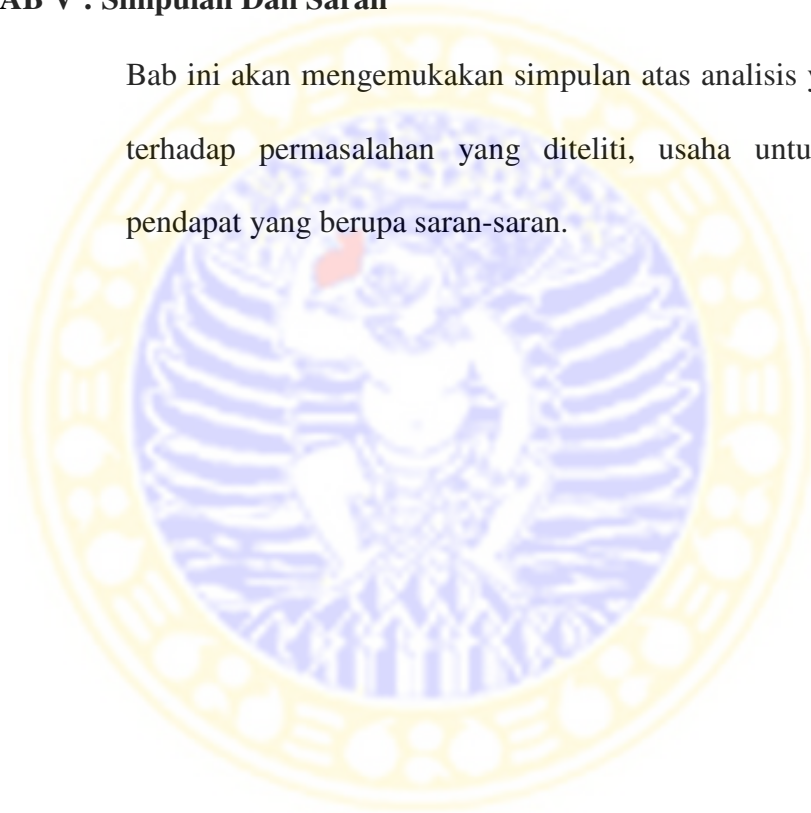 AB V : Simpulan Dan Saran
Bab ini akan mengemukakan simpulan atas analisis
terhadap permasalahan yang diteliti, usaha
pendapat yang berupa saran-saran.